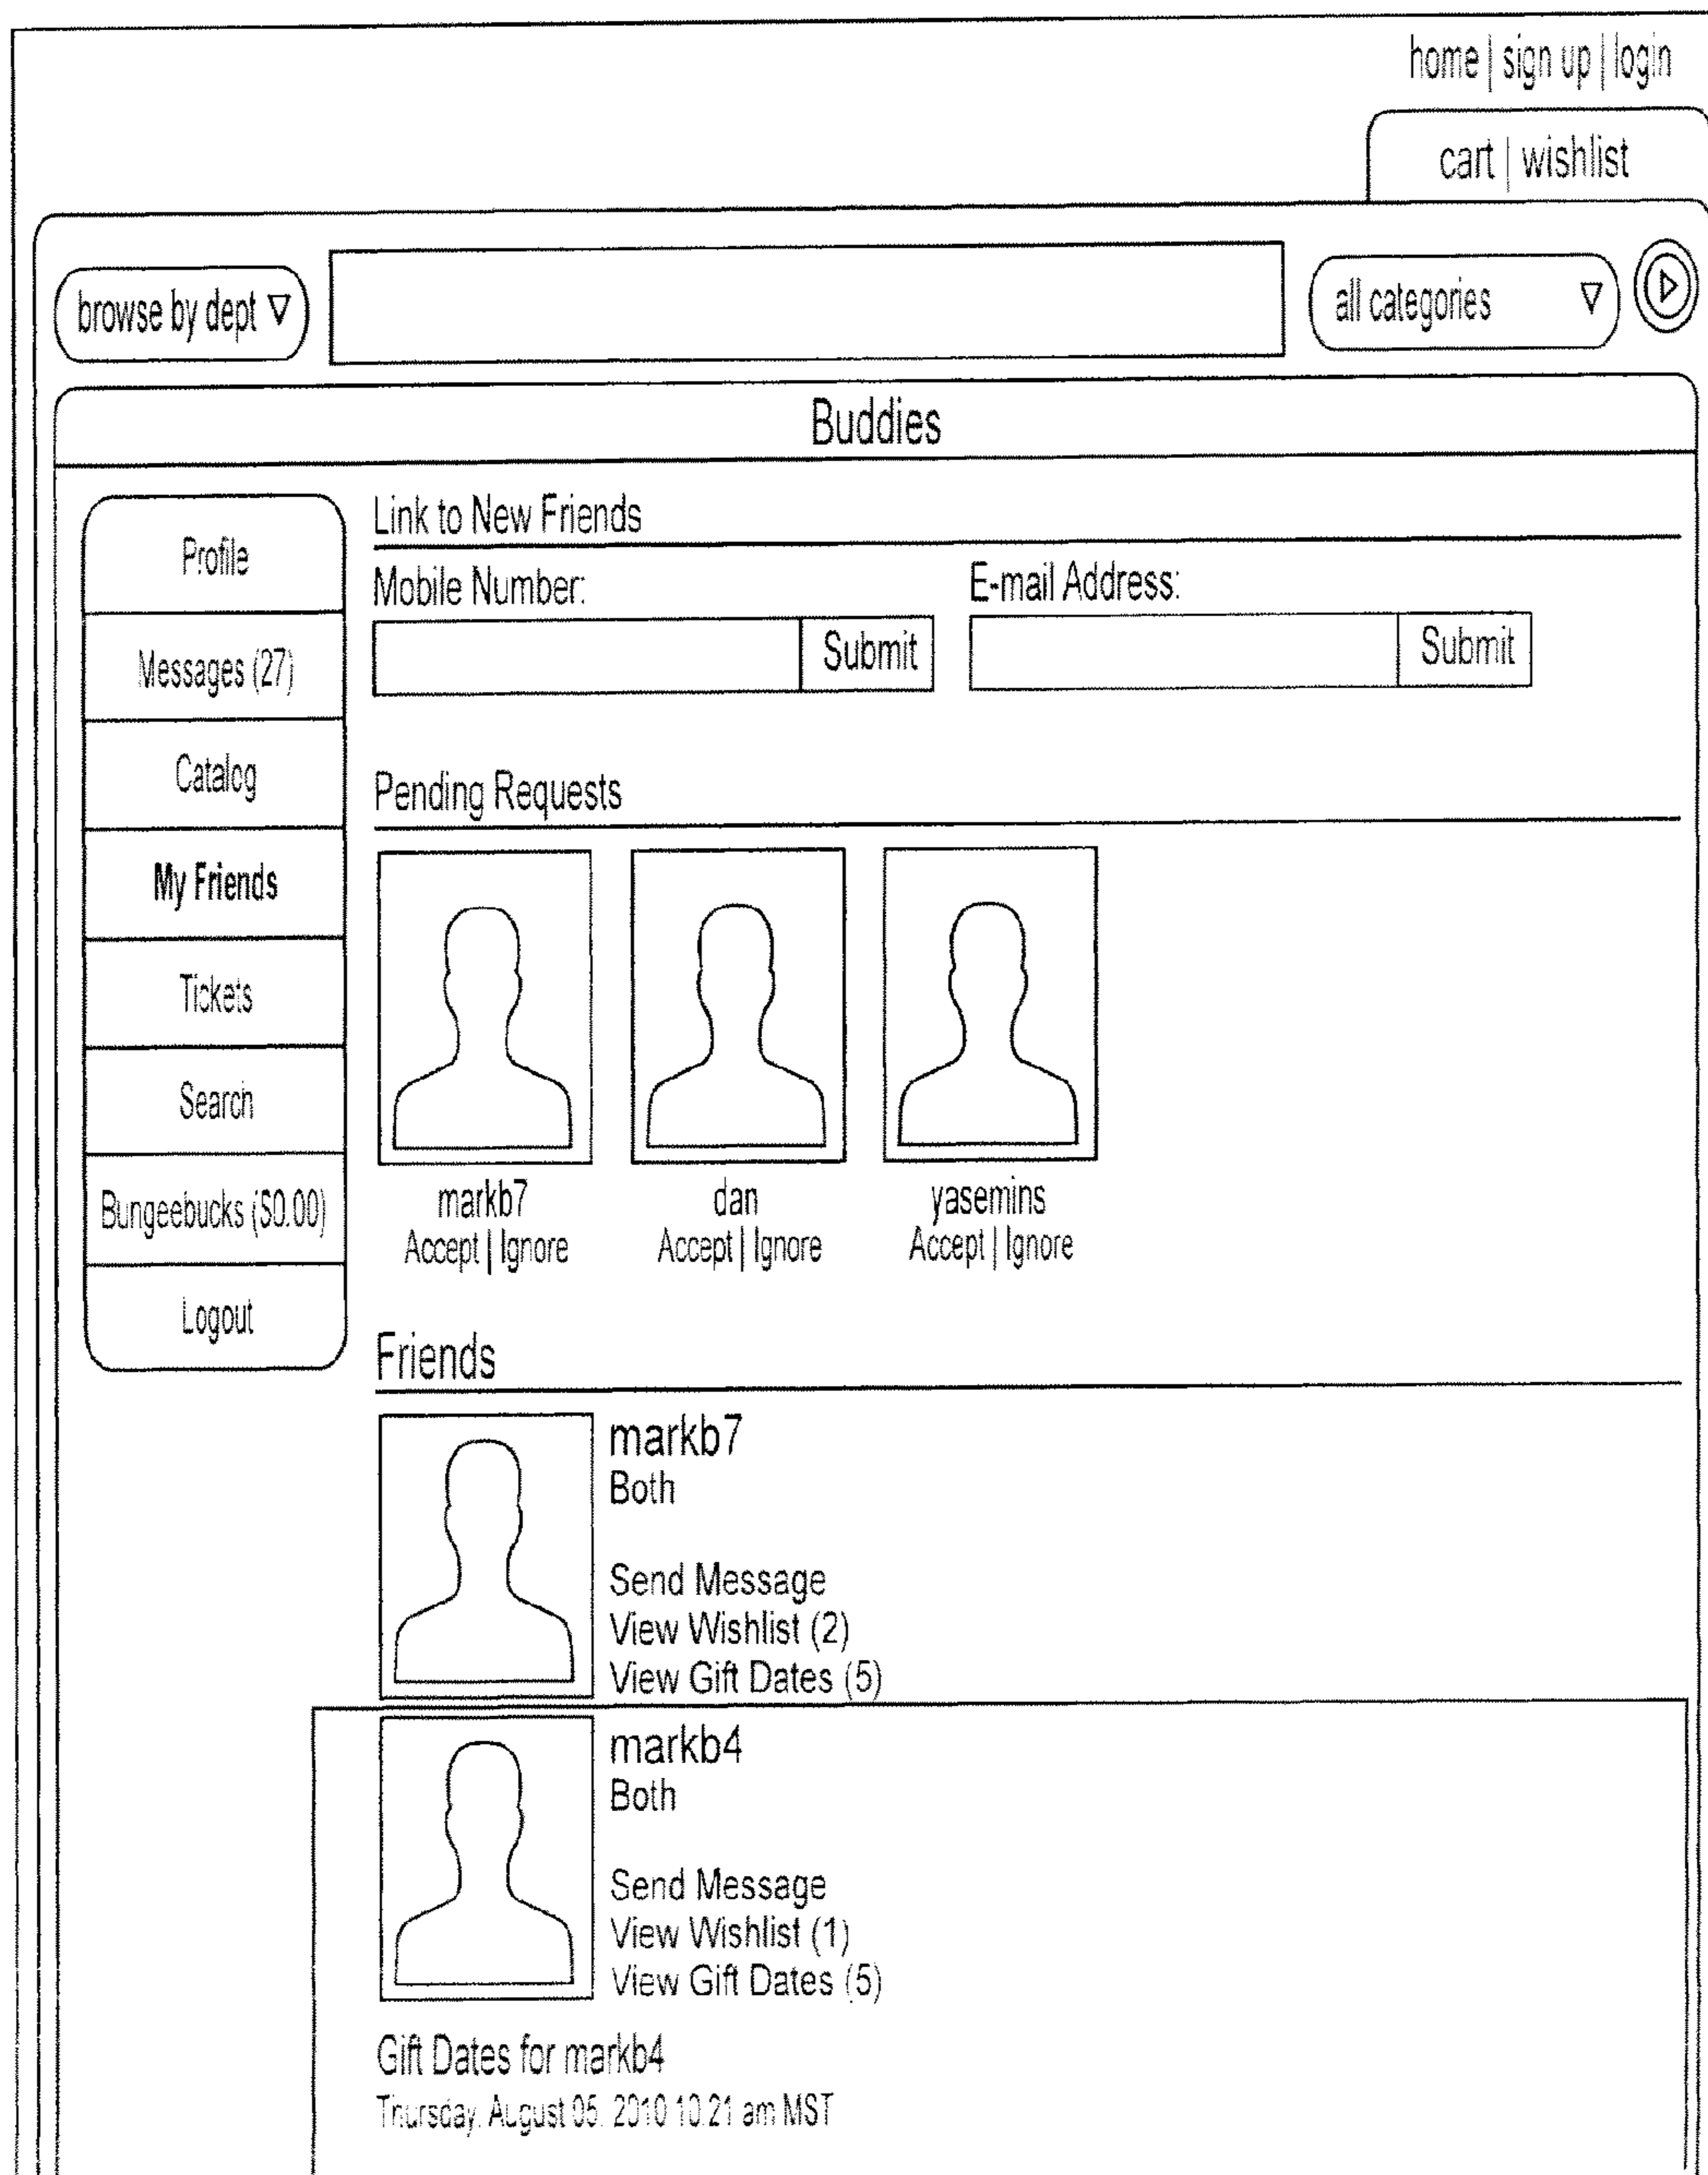 home | sign up | login
cart | wishlist
browse by dept
all categories
Buddies
Profile
Messages (27)
Catalog
My Friends
Tickets
Search
Bungeebucks ($0.00)
Logout
Link to New Friends
Mobile Number:
E-mail Address:
Submit
Submit
Pending Requests
markb7
Accept | Ignore
dan
Accept | Ignore
yasemins
Accept | Ignore
Friends
markb7
Both
Send Message
View Wishlist (2)
View Gift Dates (5)
markb4
Both
Send Message
View Wishlist (1)
View Gift Dates (5)
Gift Dates for markb4
Thursday, August 05, 2010 10:21 am MST